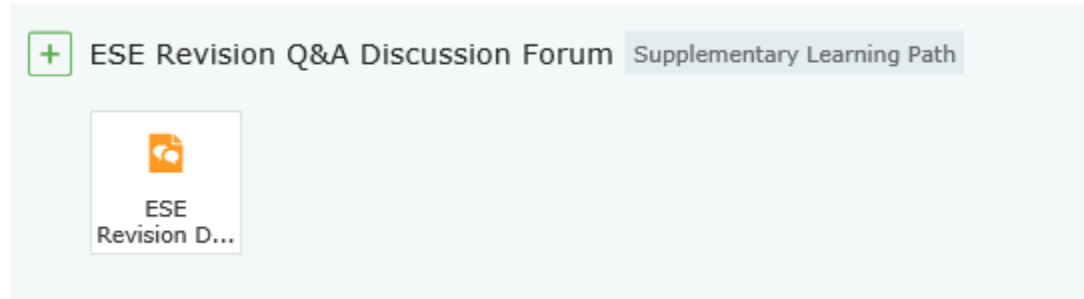 ESE Revision Q&A Discussion Forum Supplementary Learning Path
ESE
Revision D...